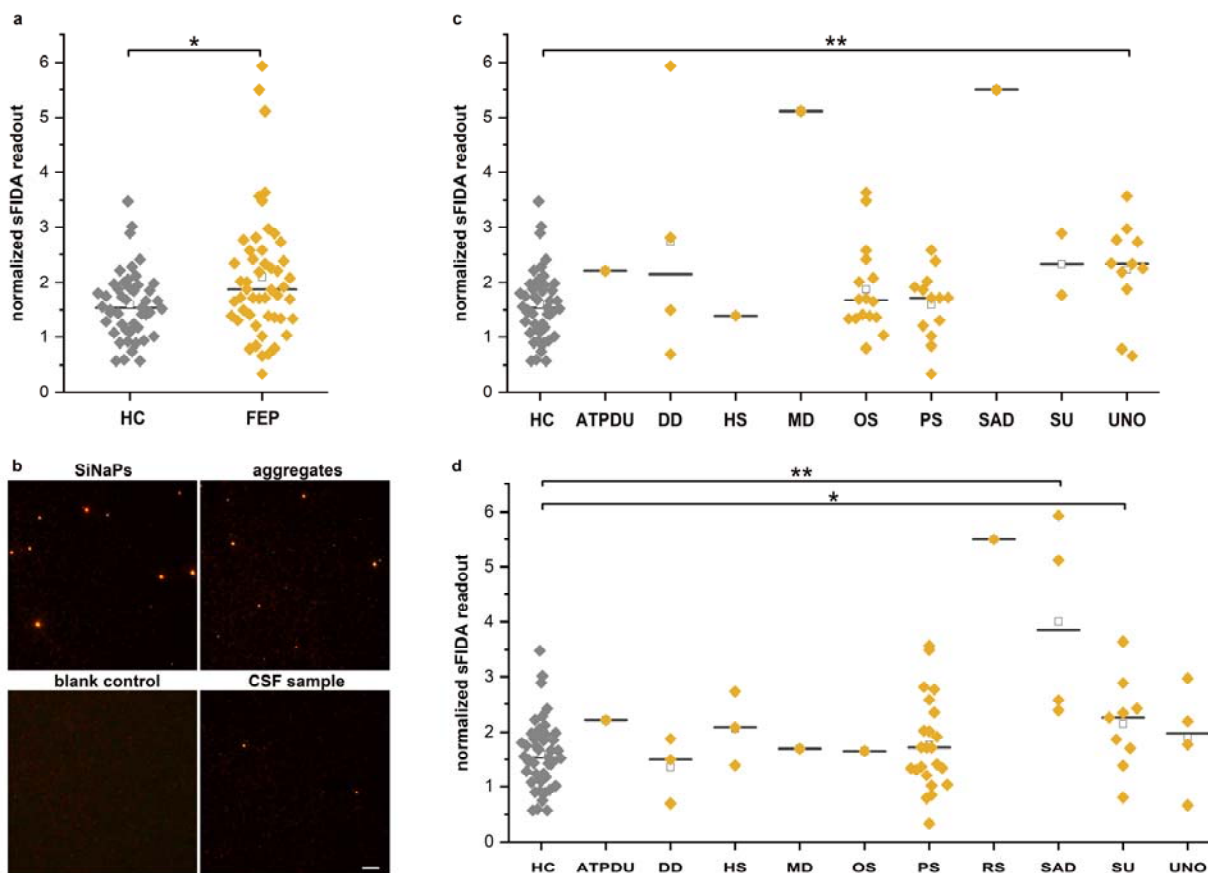 a
*
normalized sFIDA readout
6
5
4
3
2
1
0
HC FEP
c
**
normalized sFIDA readout
6
5
4
3
2
1
0
HC ATPDU DD HS MD OS PS SAD SU UNO
b
SiNaPs aggregates
blank control CSF sample
d
**
*
normalized sFIDA readout
6
5
4
3
2
1
0
HC ATPDU DD HS MD OS PS RS SAD SU UNO